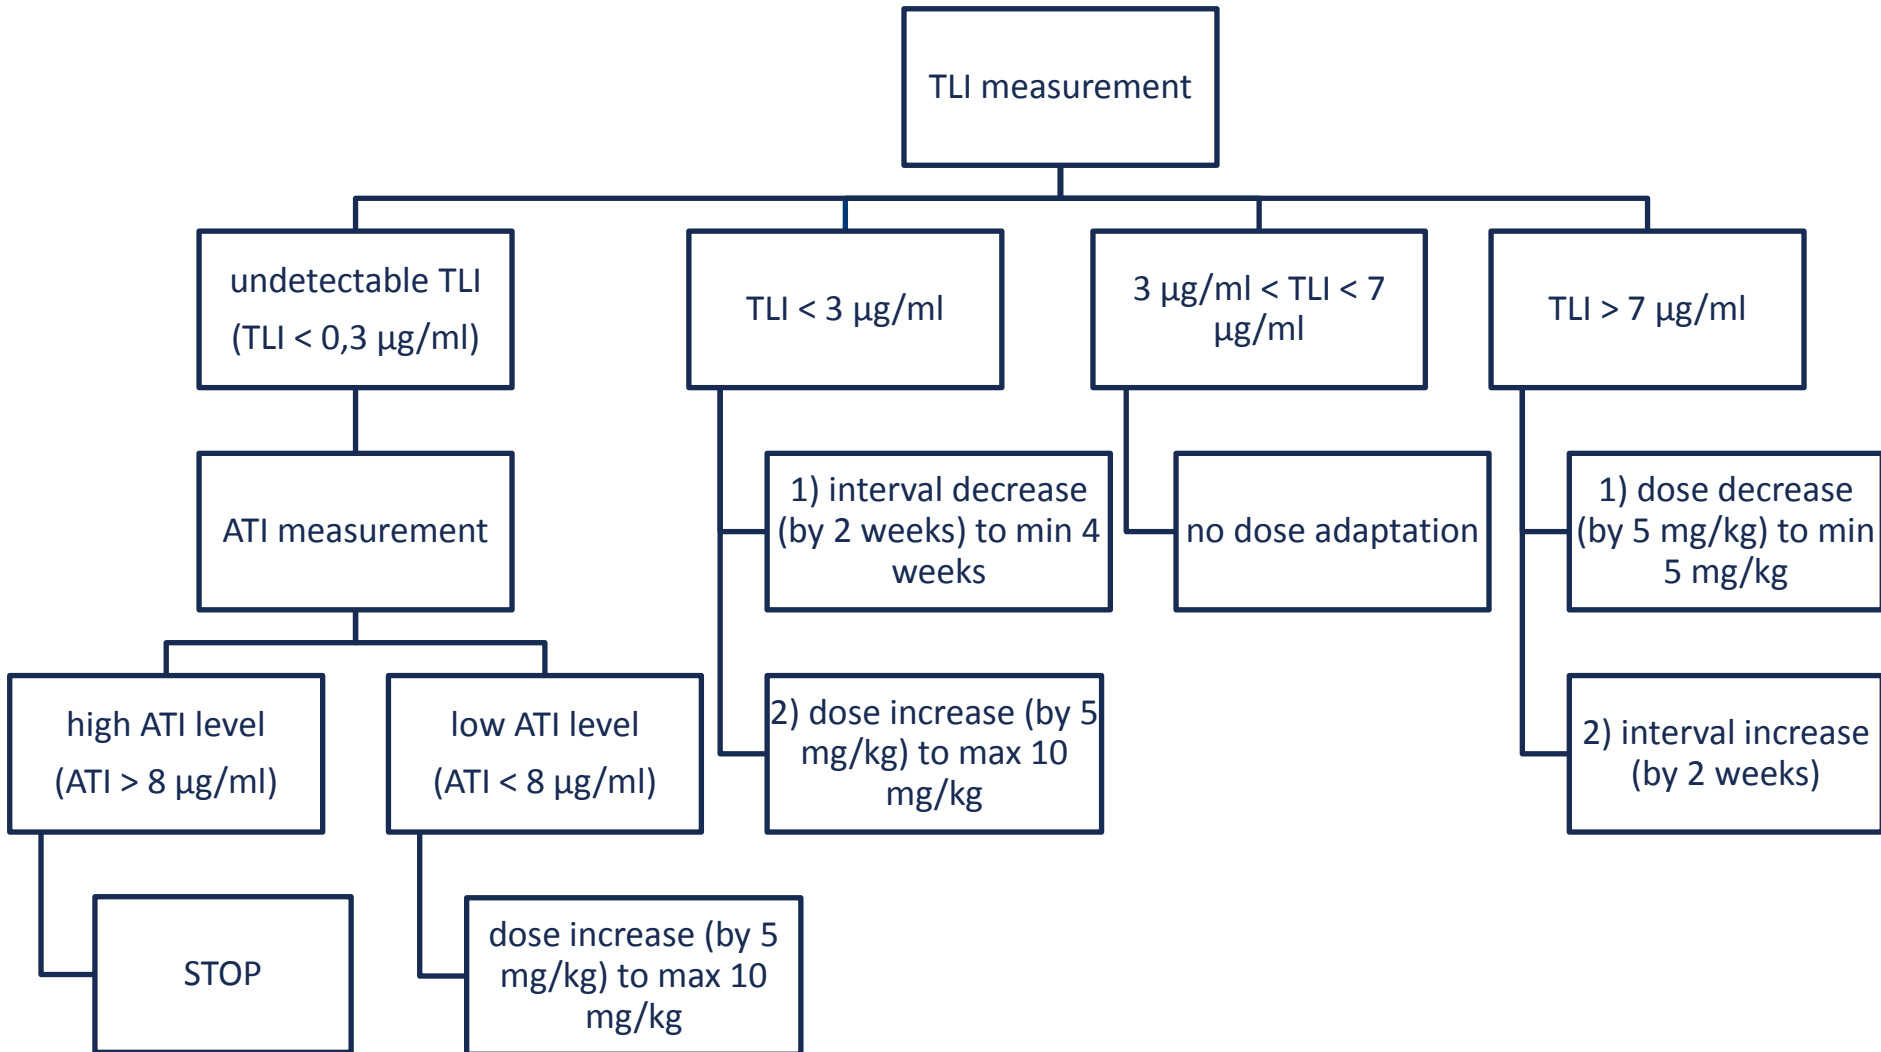 TLI measurement
undetectable TLI
(TLI < 0,3 µg/ml)
TLI < 3 µg/ml
3 µg/ml < TLI < 7
µg/ml
TLI > 7 µg/ml
ATI measurement
1) interval decrease
(by 2 weeks) to min 4
weeks
no dose adaptation
1) dose decrease
(by 5 mg/kg) to min
5 mg/kg
high ATI level
(ATI > 8 µg/ml)
low ATI level
(ATI < 8 µg/ml)
2) dose increase (by 5
mg/kg) to max 10
mg/kg
2) interval increase
(by 2 weeks)
STOP
dose increase (by 5
mg/kg) to max 10
mg/kg